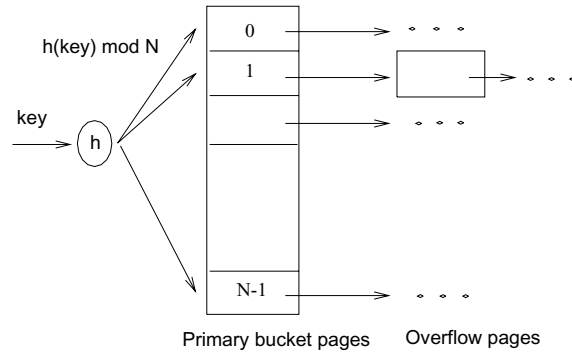 0
h(key) mod N
1
key
h
N-1
Primary bucket pages
Overflow pages